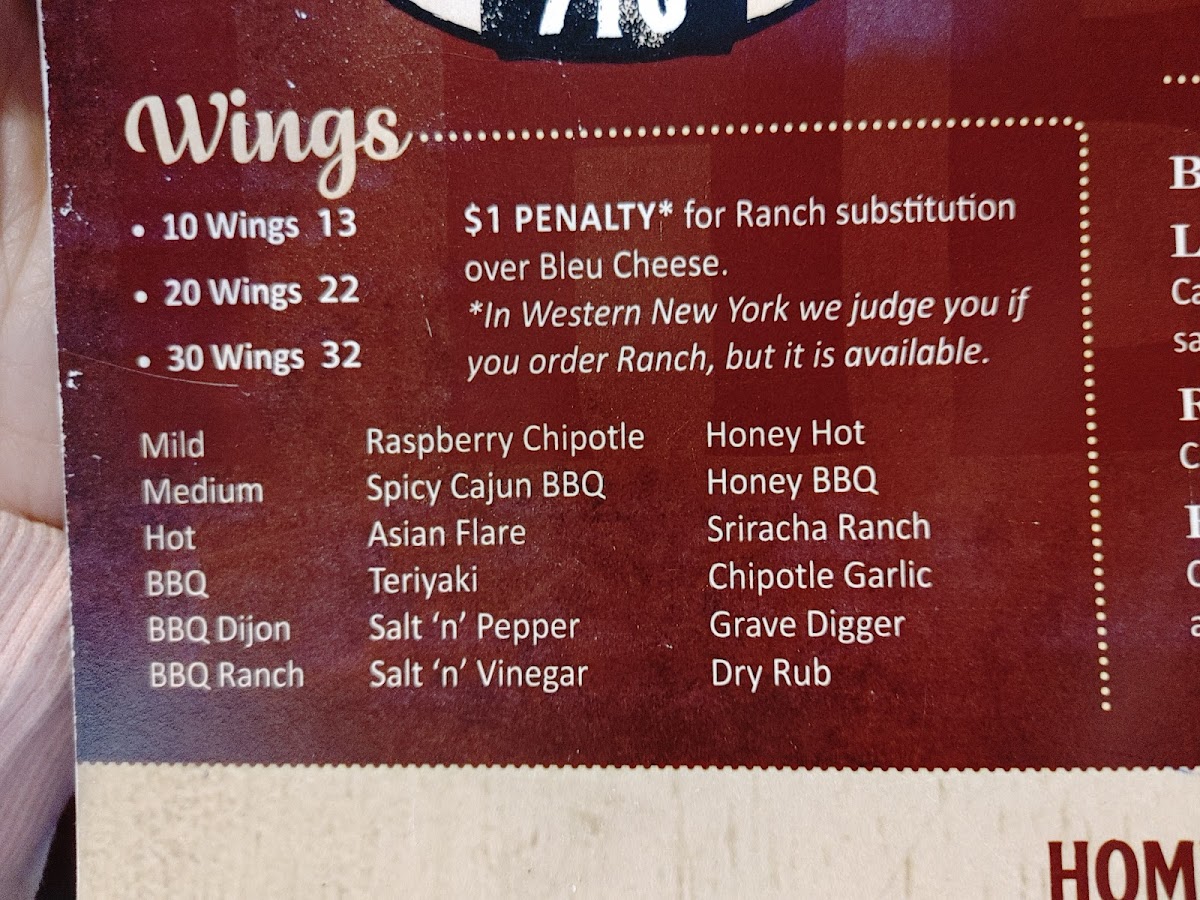 Wings
• 10 Wings 13
• 20 Wings 22
• 30 Wings 32
$1 PENALTY* for Ranch substitution
over Bleu Cheese.
*In Western New York we judge you if
you order Ranch, but it is available.
Mild
Medium
Hot
BBQ
BBQ Dijon
BBQ Ranch
Raspberry Chipotle
Spicy Cajun BBQ
Asian Flare
Teriyaki
Salt ‘n’ Pepper
Salt ‘n’ Vinegar
Honey Hot
Honey BBQ
Sriracha Ranch
Chipotle Garlic
Grave Digger
Dry Rub